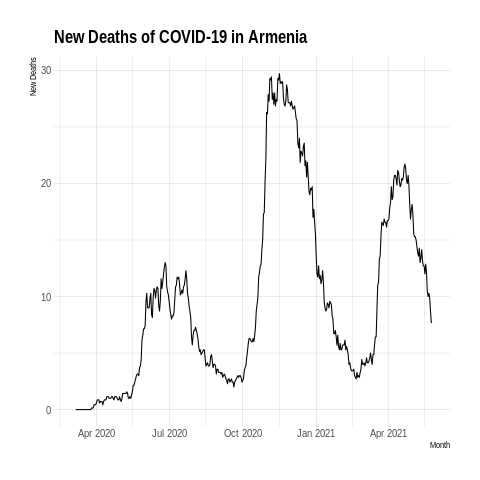 New Deaths of COVID-19 in Armenia
New Deaths
30
20
10
0
Apr 2020 Jul 2020 Oct 2020 Jan 2021 Apr 2021
Month